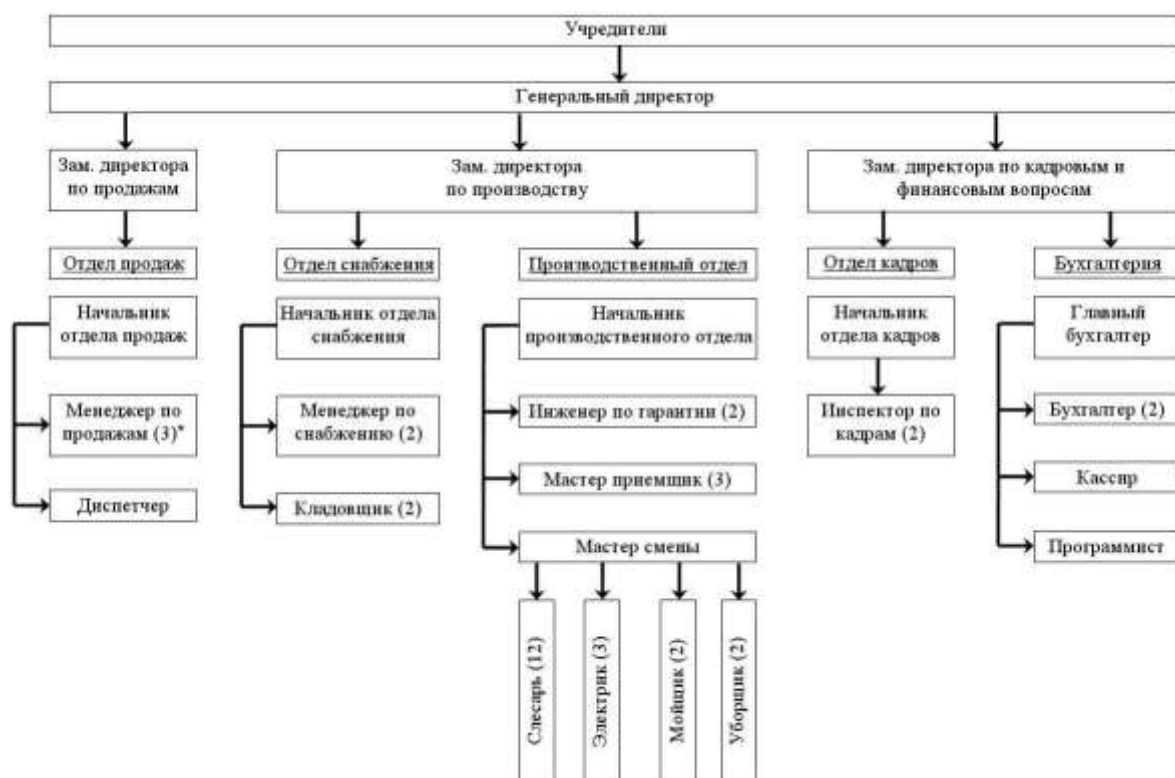 Учредители
Генеральный директор
Зам. директора
по продажам
Зам. директора
по производству
Зам. директора по кадровым и
финансовым вопросам
Отдел продаж
Отдел снабжения
Производственный отдел
Отдел кадров
Бухгалтерия
Начальник
отдела продаж
Начальник отдела
снабжения
Начальник
производственного отдела
Начальник
отдела кадров
Главный
бухгалтер
Менеджер по
продажам (3)*
Менеджер по
снабжению (2)
Инженер по гарантии (2)
Инспектор по
кадрам (2)
Бухгалтер (2)
Мастер приемщик (3)
Кассир
Диспетчер
Кладовщик (2)
Мастер смены
Программист
Слесарь (12)
Электрик (3)
Мойщик (2)
Уборщик (2)